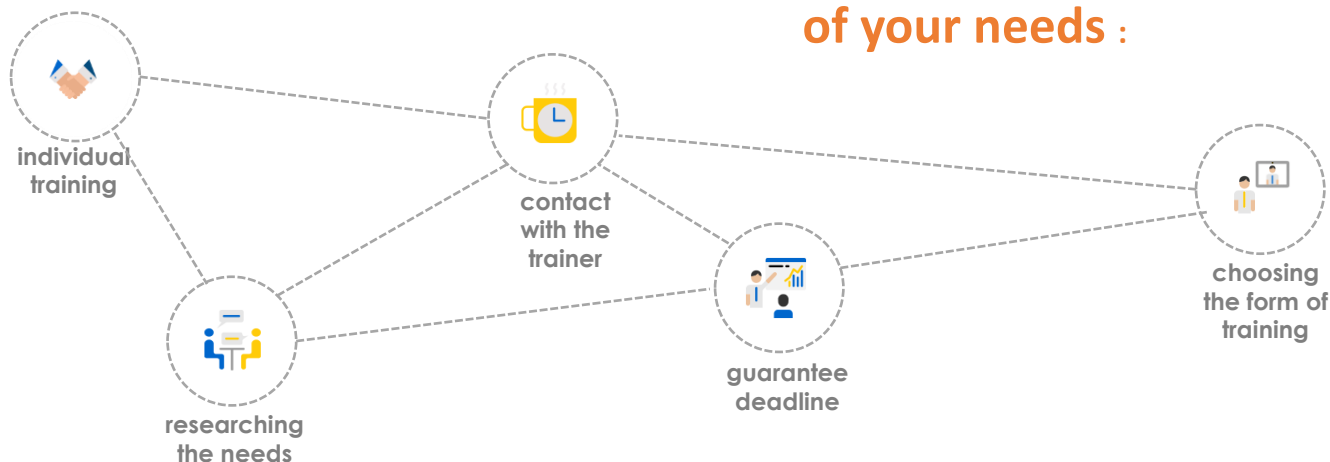 of your needs :
individual
training
contact
with the
trainer
choosing
the form of
training
guarantee
deadline
researching
the needs